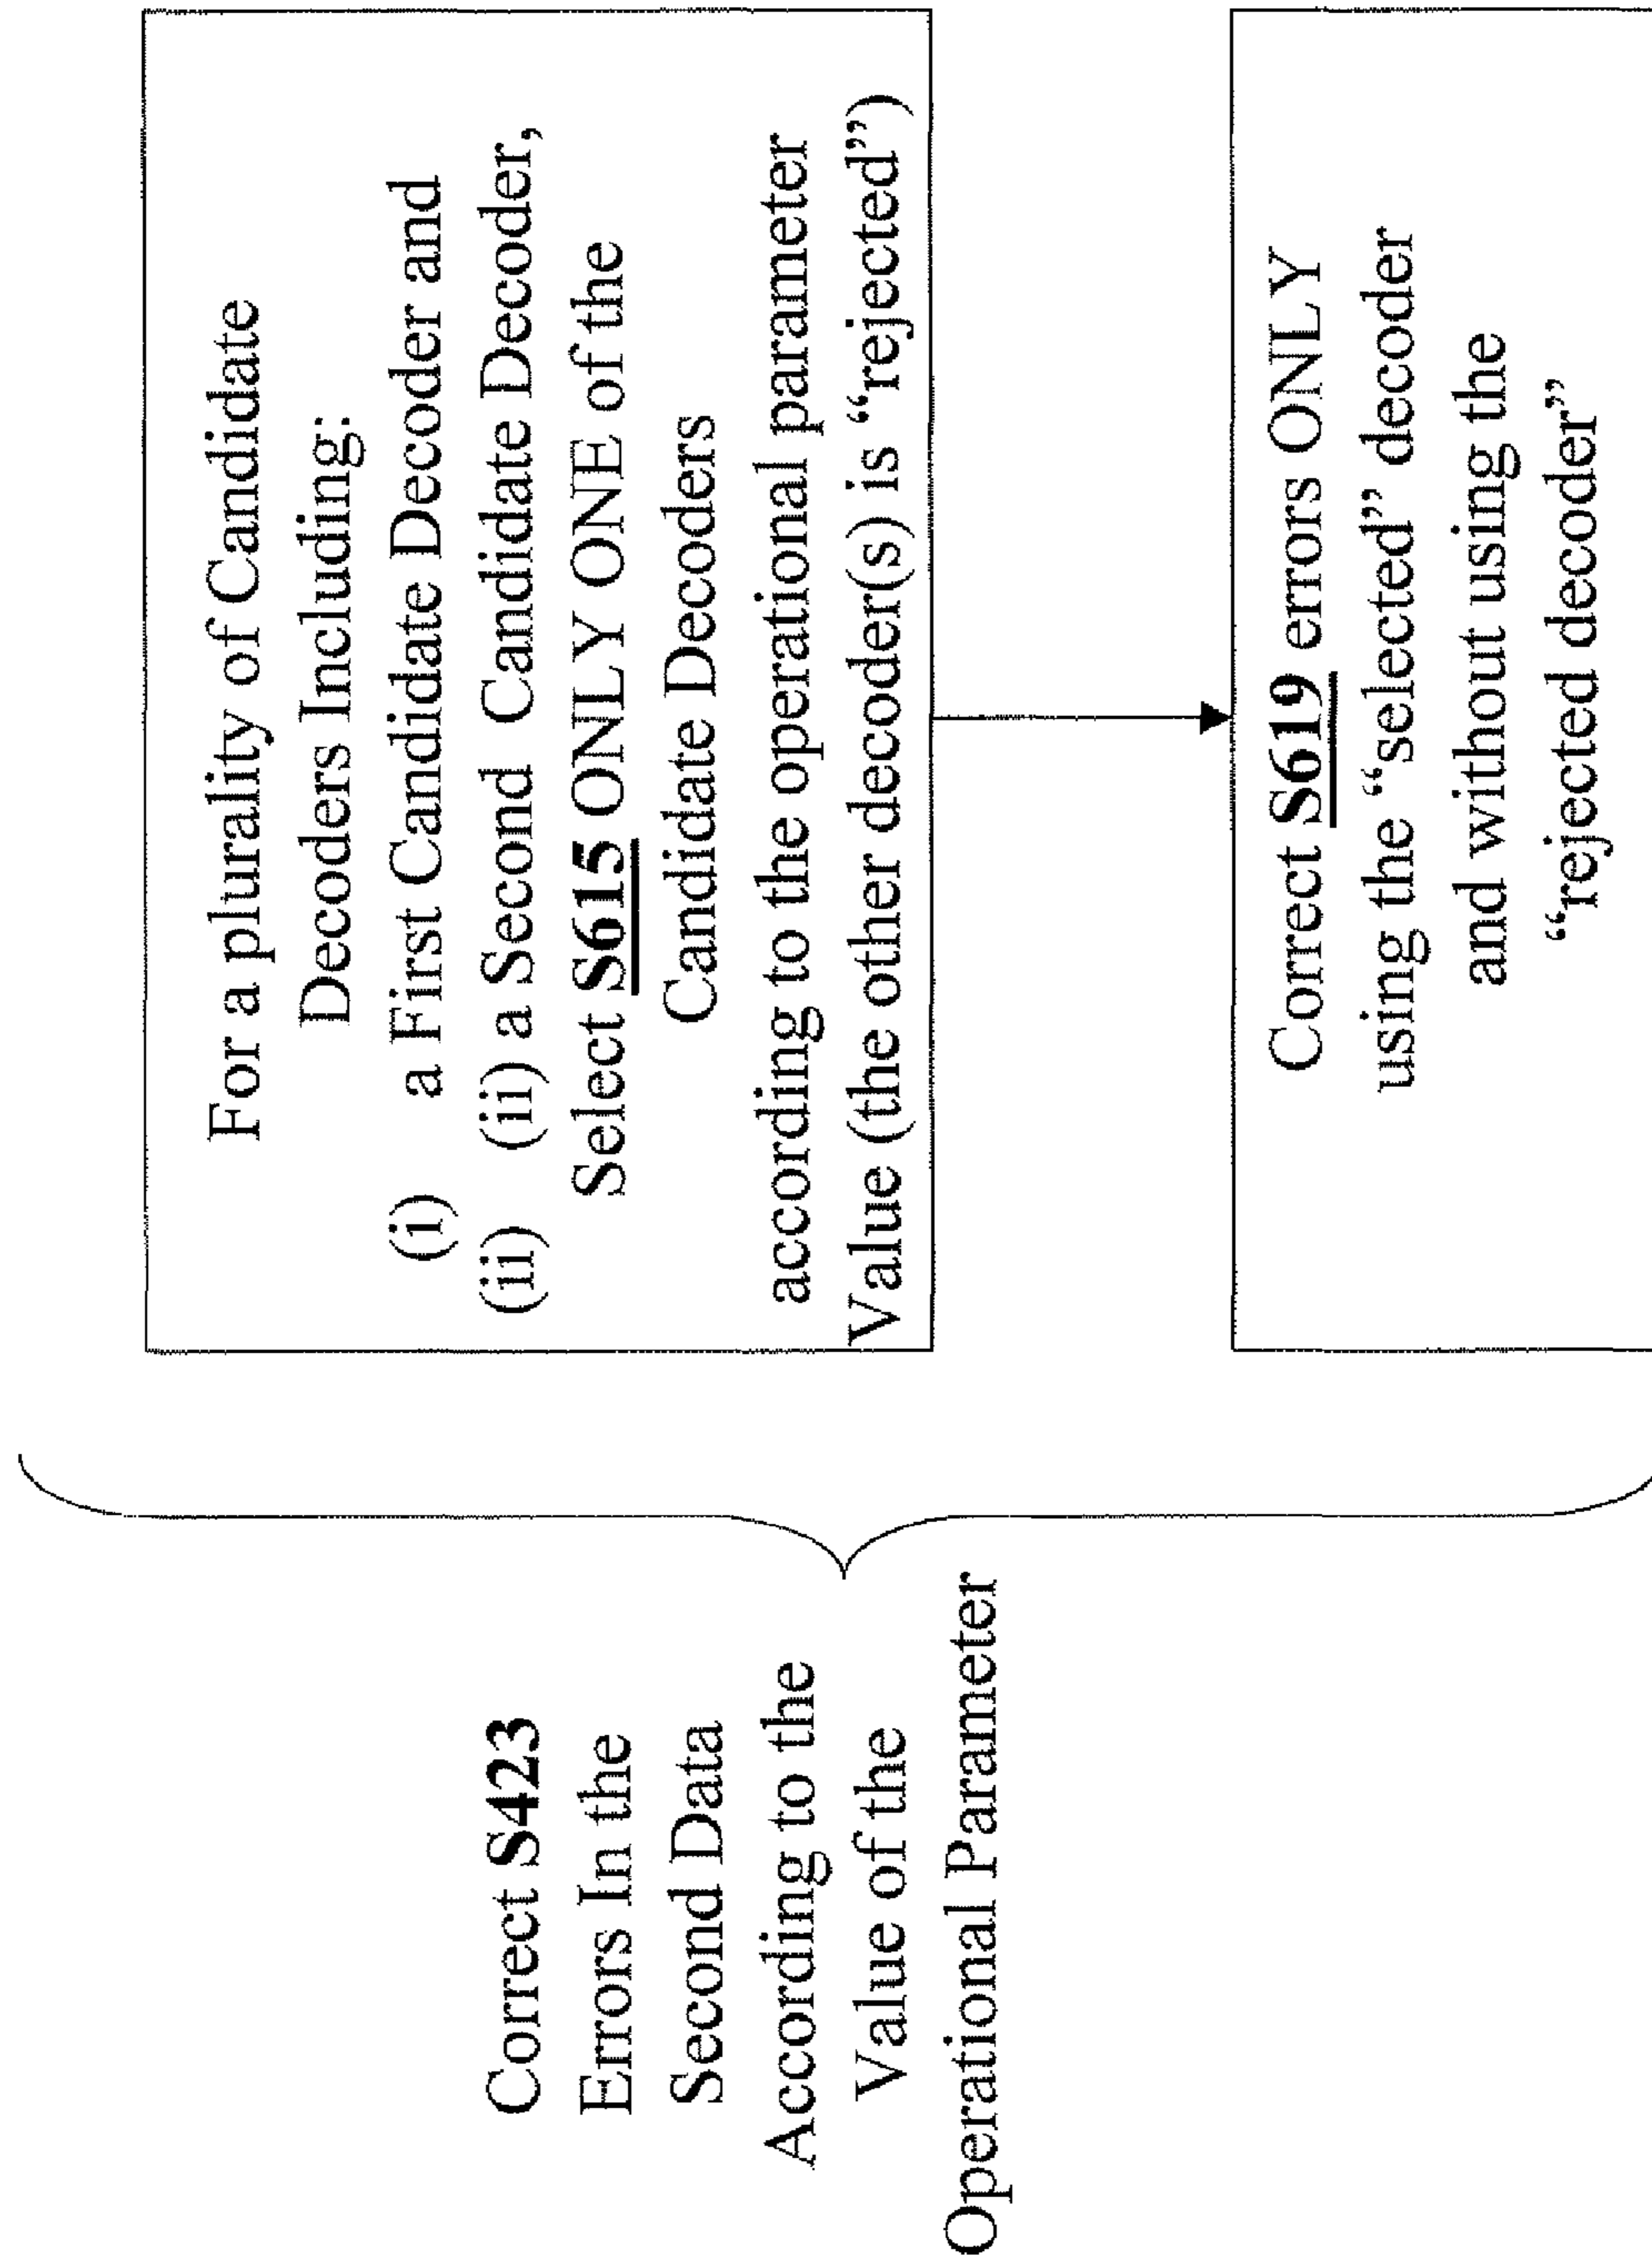 Correct S423
Errors In the
Second Data
According to the
Value of the
Operational Parameter
For a plurality of Candidate
Decoders Including:
(i) a First Candidate Decoder and
(ii) (ii) a Second Candidate Decoder,
Select S615 ONLY ONE of the
Candidate Decoders
according to the operational parameter
Value (the other decoder(s) is “rejected”)
Correct S619 errors ONLY
using the “selected” decoder
and without using the
“rejected decoder”